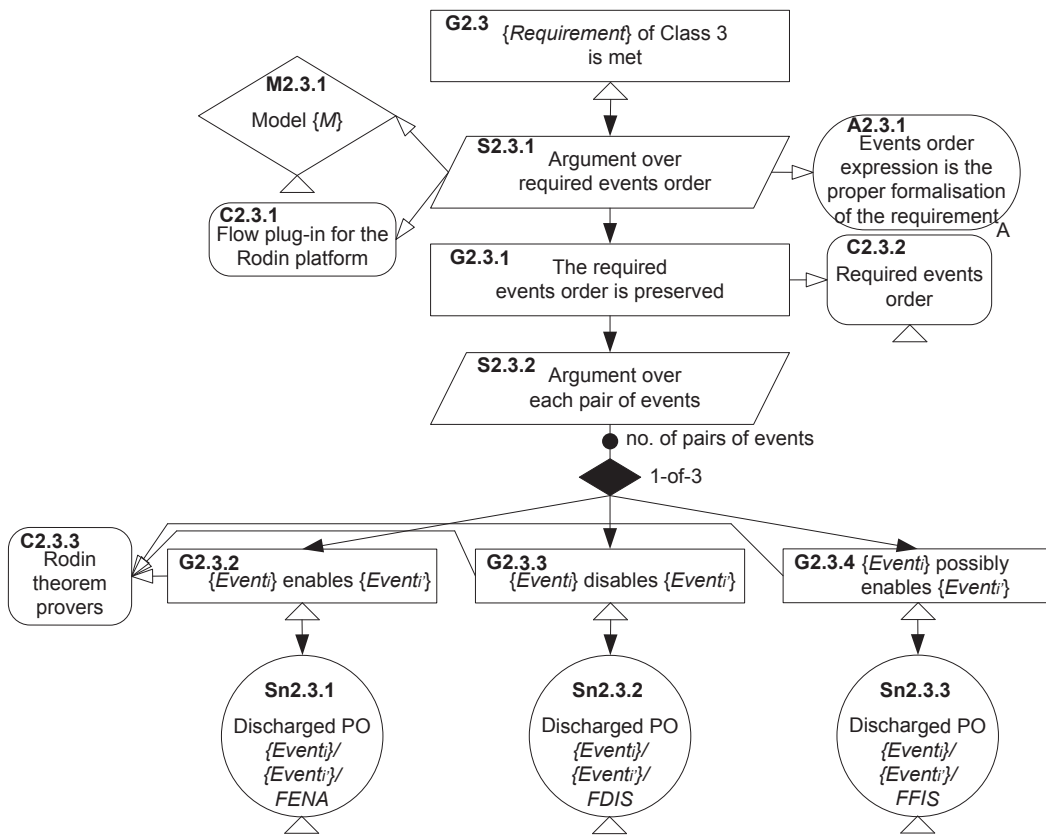 G2.3
{Requirement} of Class 3
is met
M2.3.1
Model {M}
S2.3.1
Argument over
required events order
A2.3.1
Events order
expression is the
proper formalisation
of the requirement
A
C2.3.1
Flow plug-in for the
Rodin platform
G2.3.1
The required
events order is preserved
C2.3.2
Required events
order
S2.3.2
Argument over
each pair of events
no. of pairs of events
1-of-3
C2.3.3
Rodin
theorem
provers
G2.3.2
{Eventi} enables {Eventi'}
G2.3.3
{Eventi} disables {Eventi'}
G2.3.4 {Eventi} possibly
enables {Eventi'}
Sn2.3.1
Discharged PO
{Eventi}/
{Eventi'}/
FENA
Sn2.3.2
Discharged PO
{Eventi}/
{Eventi'}/
FDIS
Sn2.3.3
Discharged PO
{Eventi}/
{Eventi'}/
FFIS